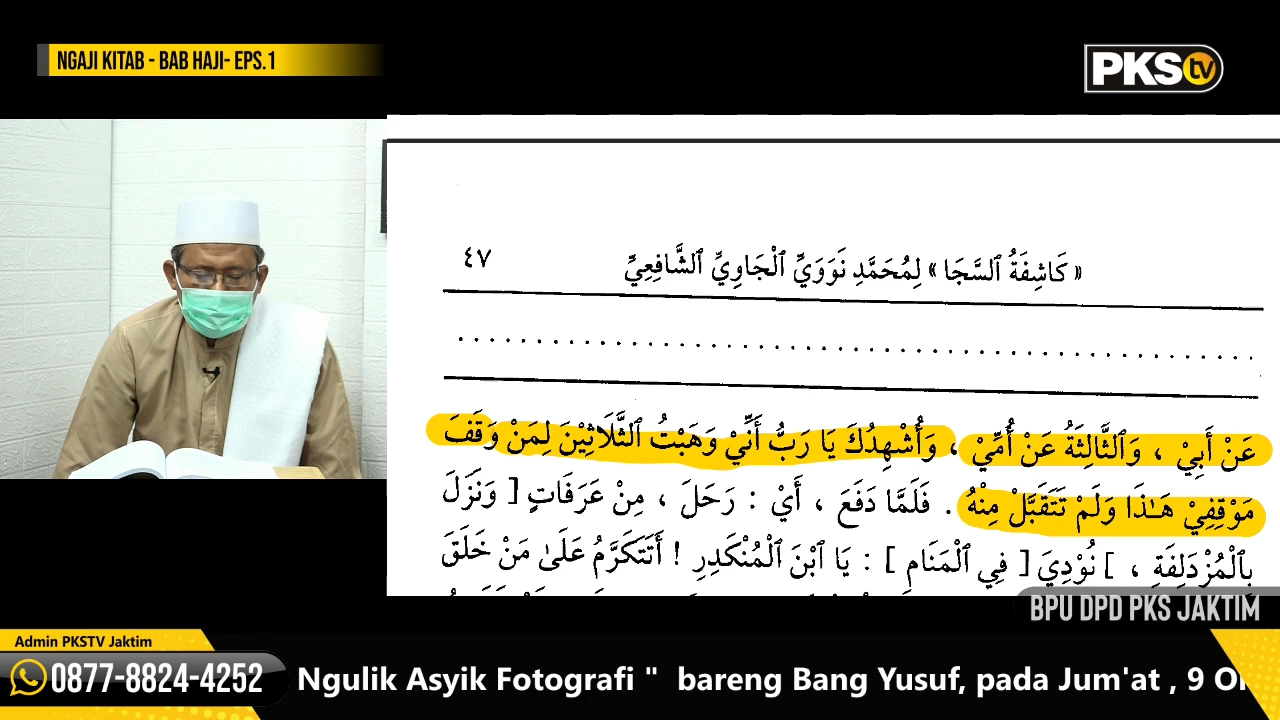 NGAJI KITAB - BAB HAJI- EPS.1
PKS tv
« كَاشِفَةُ ٱلسَّجَا » لِمُحَمَّدِ نَوَوِيِّ ٱلْجَاوِيِّ ٱلشَّافِعِيِّ ٤٧
عَنْ أَبِيْ ، وَٱلثَّالِثَةُ عَنْ أُمِّيْ ، وَأُشْهِدُكَ يَا رَبُّ أَنِّيْ وَهَبْتُ ٱلثَّلَاثِيْنَ لِمَنْ وَقَفَ
مَوْقِفِيْ هَـٰذَا وَلَمْ تَتَقَبَّلْ مِنْهُ . فَلَمَّا دَفَعَ ، أَيْ : رَحَلَ ، مِنْ عَرَفَاتٍ [ وَنَزَلَ
بِٱلْمُزْدَلِفَةِ ، ] نُوْدِيَ [ فِي ٱلْمَنَامِ ] : يَا ٱبْنَ ٱلْمُنْكَدِرِ ! أَتَتَكَرَّمُ عَلَىٰ مَنْ خَلَقَ
BPU DPD PKS JAKTIM
Admin PKSTV Jaktim
0877-8824-4252
Ngulik Asyik Fotografi " bareng Bang Yusuf, pada Jum'at , 9 O